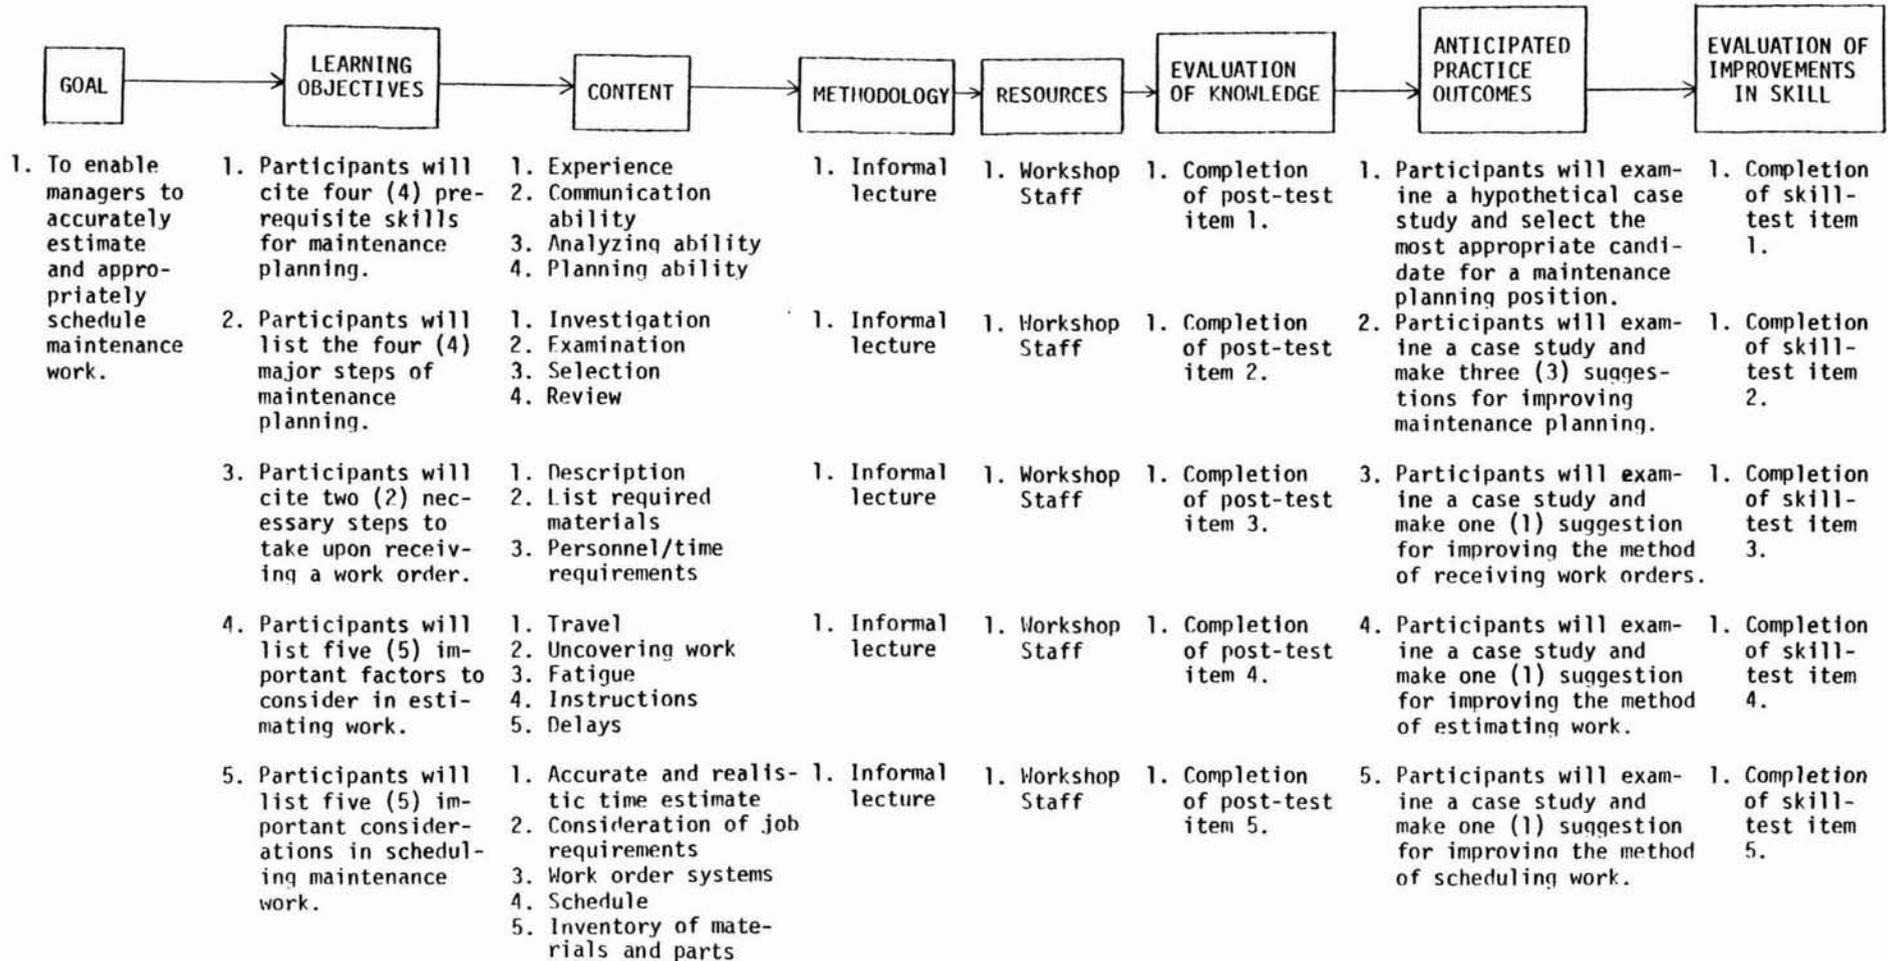 GOAL
LEARNING
OBJECTIVES
CONTENT
METHODOLOGY
RESOURCES
EVALUATION
OF KNOWLEDGE
ANTICIPATED
PRACTICE
OUTCOMES
EVALUATION OF
IMPROVEMENTS
IN SKILL
1. To enable
managers to
accurately
estimate
and appro-
priately
schedule
maintenance
work.
1. Participants will
cite four (4) pre-
requisite skills
for maintenance
planning.
1. Experience
2. Communication
ability
3. Analyzing ability
4. Planning ability
1. Informal
lecture
1. Workshop
Staff
1. Completion
of post-test
item 1.
1. Participants will exam-
ine a hypothetical case
study and select the
most appropriate candi-
date for a maintenance
planning position.
1. Completion
of skill-
test item
1.
2. Participants will
list the four (4)
major steps of
maintenance
planning.
1. Investigation
2. Examination
3. Selection
4. Review
1. Informal
lecture
1. Workshop
Staff
1. Completion
of post-test
item 2.
2. Participants will exam-
ine a case study and
make three (3) sugges-
tions for improving
maintenance planning.
1. Completion
of skill-
test item
2.
3. Participants will
cite two (2) nec-
essary steps to
take upon receiv-
ing a work order.
1. Description
2. List required
materials
3. Personnel/time
requirements
1. Informal
lecture
1. Workshop
Staff
1. Completion
of post-test
item 3.
3. Participants will exam-
ine a case study and
make one (1) suggestion
for improving the method
of receiving work orders.
1. Completion
of skill-
test item
3.
4. Participants will
list five (5) im-
portant factors to
consider in esti-
mating work.
1. Travel
2. Uncovering work
3. Fatigue
4. Instructions
5. Delays
1. Informal
lecture
1. Workshop
Staff
1. Completion
of post-test
item 4.
4. Participants will exam-
ine a case study and
make one (1) suggestion
for improving the method
of estimating work.
1. Completion
of skill-
test item
4.
5. Participants will
list five (5) im-
portant consider-
ations in schedul-
ing maintenance
work.
1. Accurate and realis-
tic time estimate
2. Consideration of job
requirements
3. Work order systems
4. Schedule
5. Inventory of mate-
rials and parts
1. Informal
lecture
1. Workshop
Staff
1. Completion
of post-test
item 5.
5. Participants will exam-
ine a case study and
make one (1) suggestion
for improving the method
of scheduling work.
1. Completion
of skill-
test item
5.